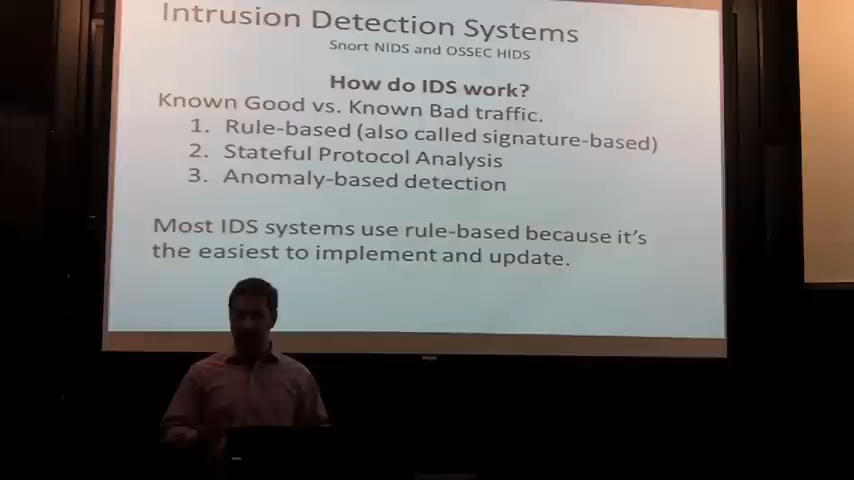 Intrusion Detection Systems
Snort NIDS and OSSEC HIDS
How do IDS work?
Known Good vs. Known Bad traffic.
1. Rule-based (also called signature-based)
2. Stateful Protocol Analysis
3. Anomaly-based detection
Most IDS systems use rule-based because it's
the easiest to implement and update.